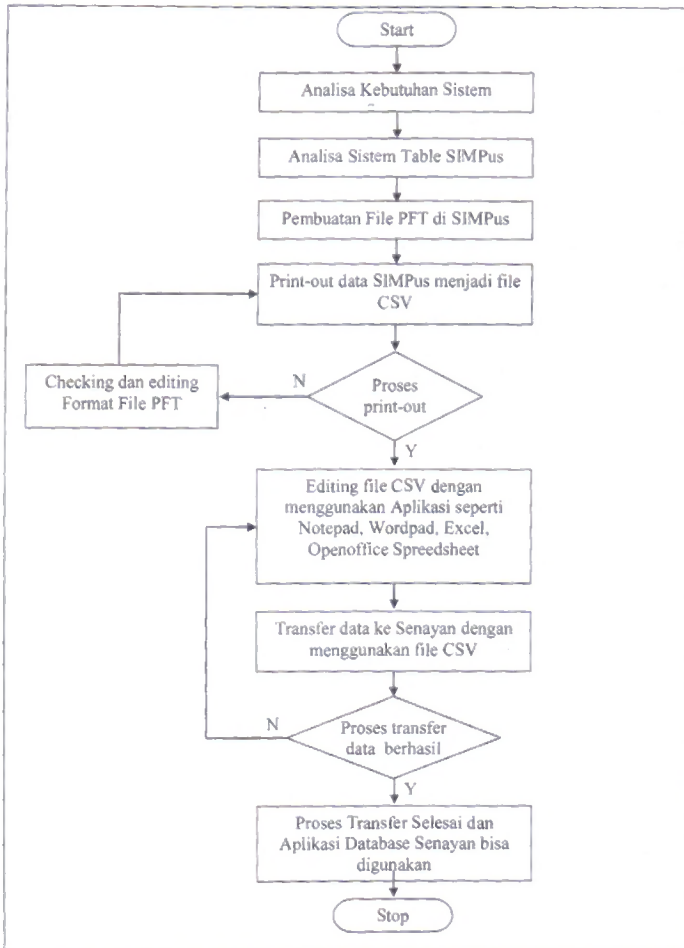 Start
Analisa Kebutuhan Sistem
Analisa Sistem Table SIMPus
Pembuatan File PFT di SIMPus
Print-out data SIMPus menjadi file
CSV
Checking dan editing
Format File PFT
N
Proses
print-out
Y
Editing file CSV dengan
menggunakan Aplikasi seperti
Notepad, Wordpad, Excel,
Openoffice Spreedsheet
Transfer data ke Senayan dengan
menggunakan file CSV
N
Proses transfer
data berhasil
Y
Proses Transfer Selesai dan
Aplikasi Database Senayan bisa
digunakan
Stop